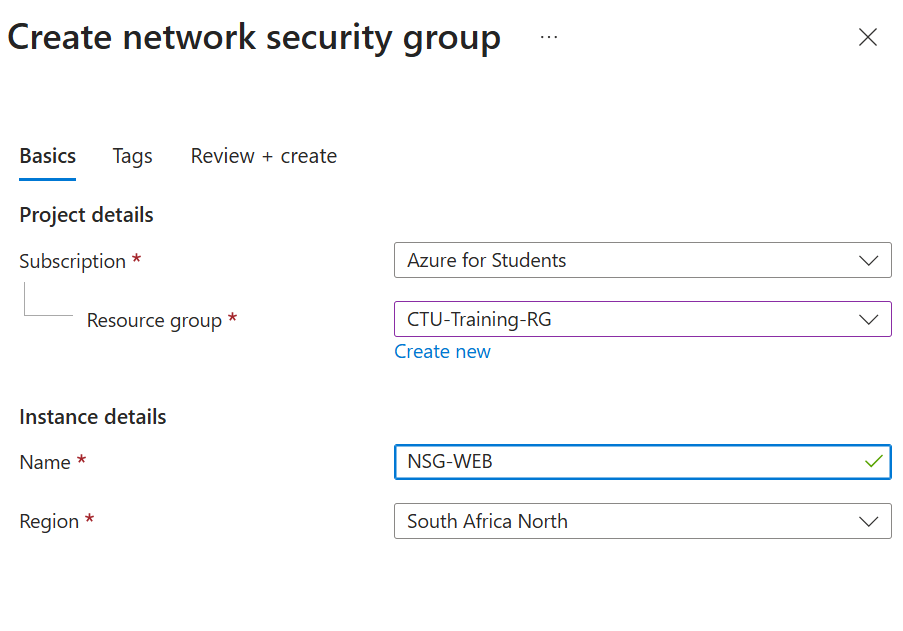 Create network security group ...
Basics Tags Review + create
Project details
Subscription * Azure for Students
Resource group * CTU-Training-RG
Create new
Instance details
Name * NSG-WEB
Region * South Africa North